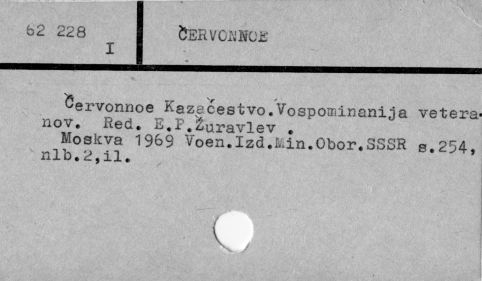 62 228
I
ČERVONNOE
Červonnoe Kazačestvo.Vospominanija vetera-
nov. Red. E.P.Žuravlev .
Moskva 1969 Voen.Izd.Min.Obor.SSSR s.254,
nlb.2,il.